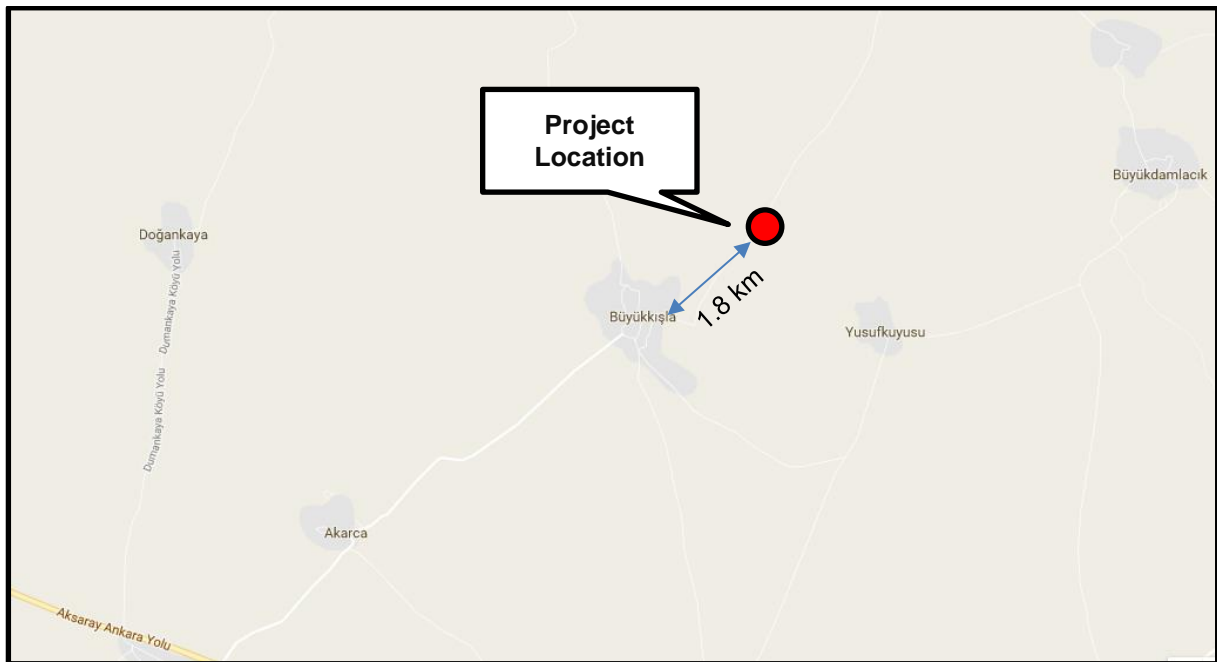 Project
Location
Büyükdamlacık
Doğankaya
1.8 km
Büyükkışla
Yusufkuyusu
Dumankaya Köyü Yolu
Dumankaya Köyü Yolu
Akarca
Aksaray Ankara Yolu